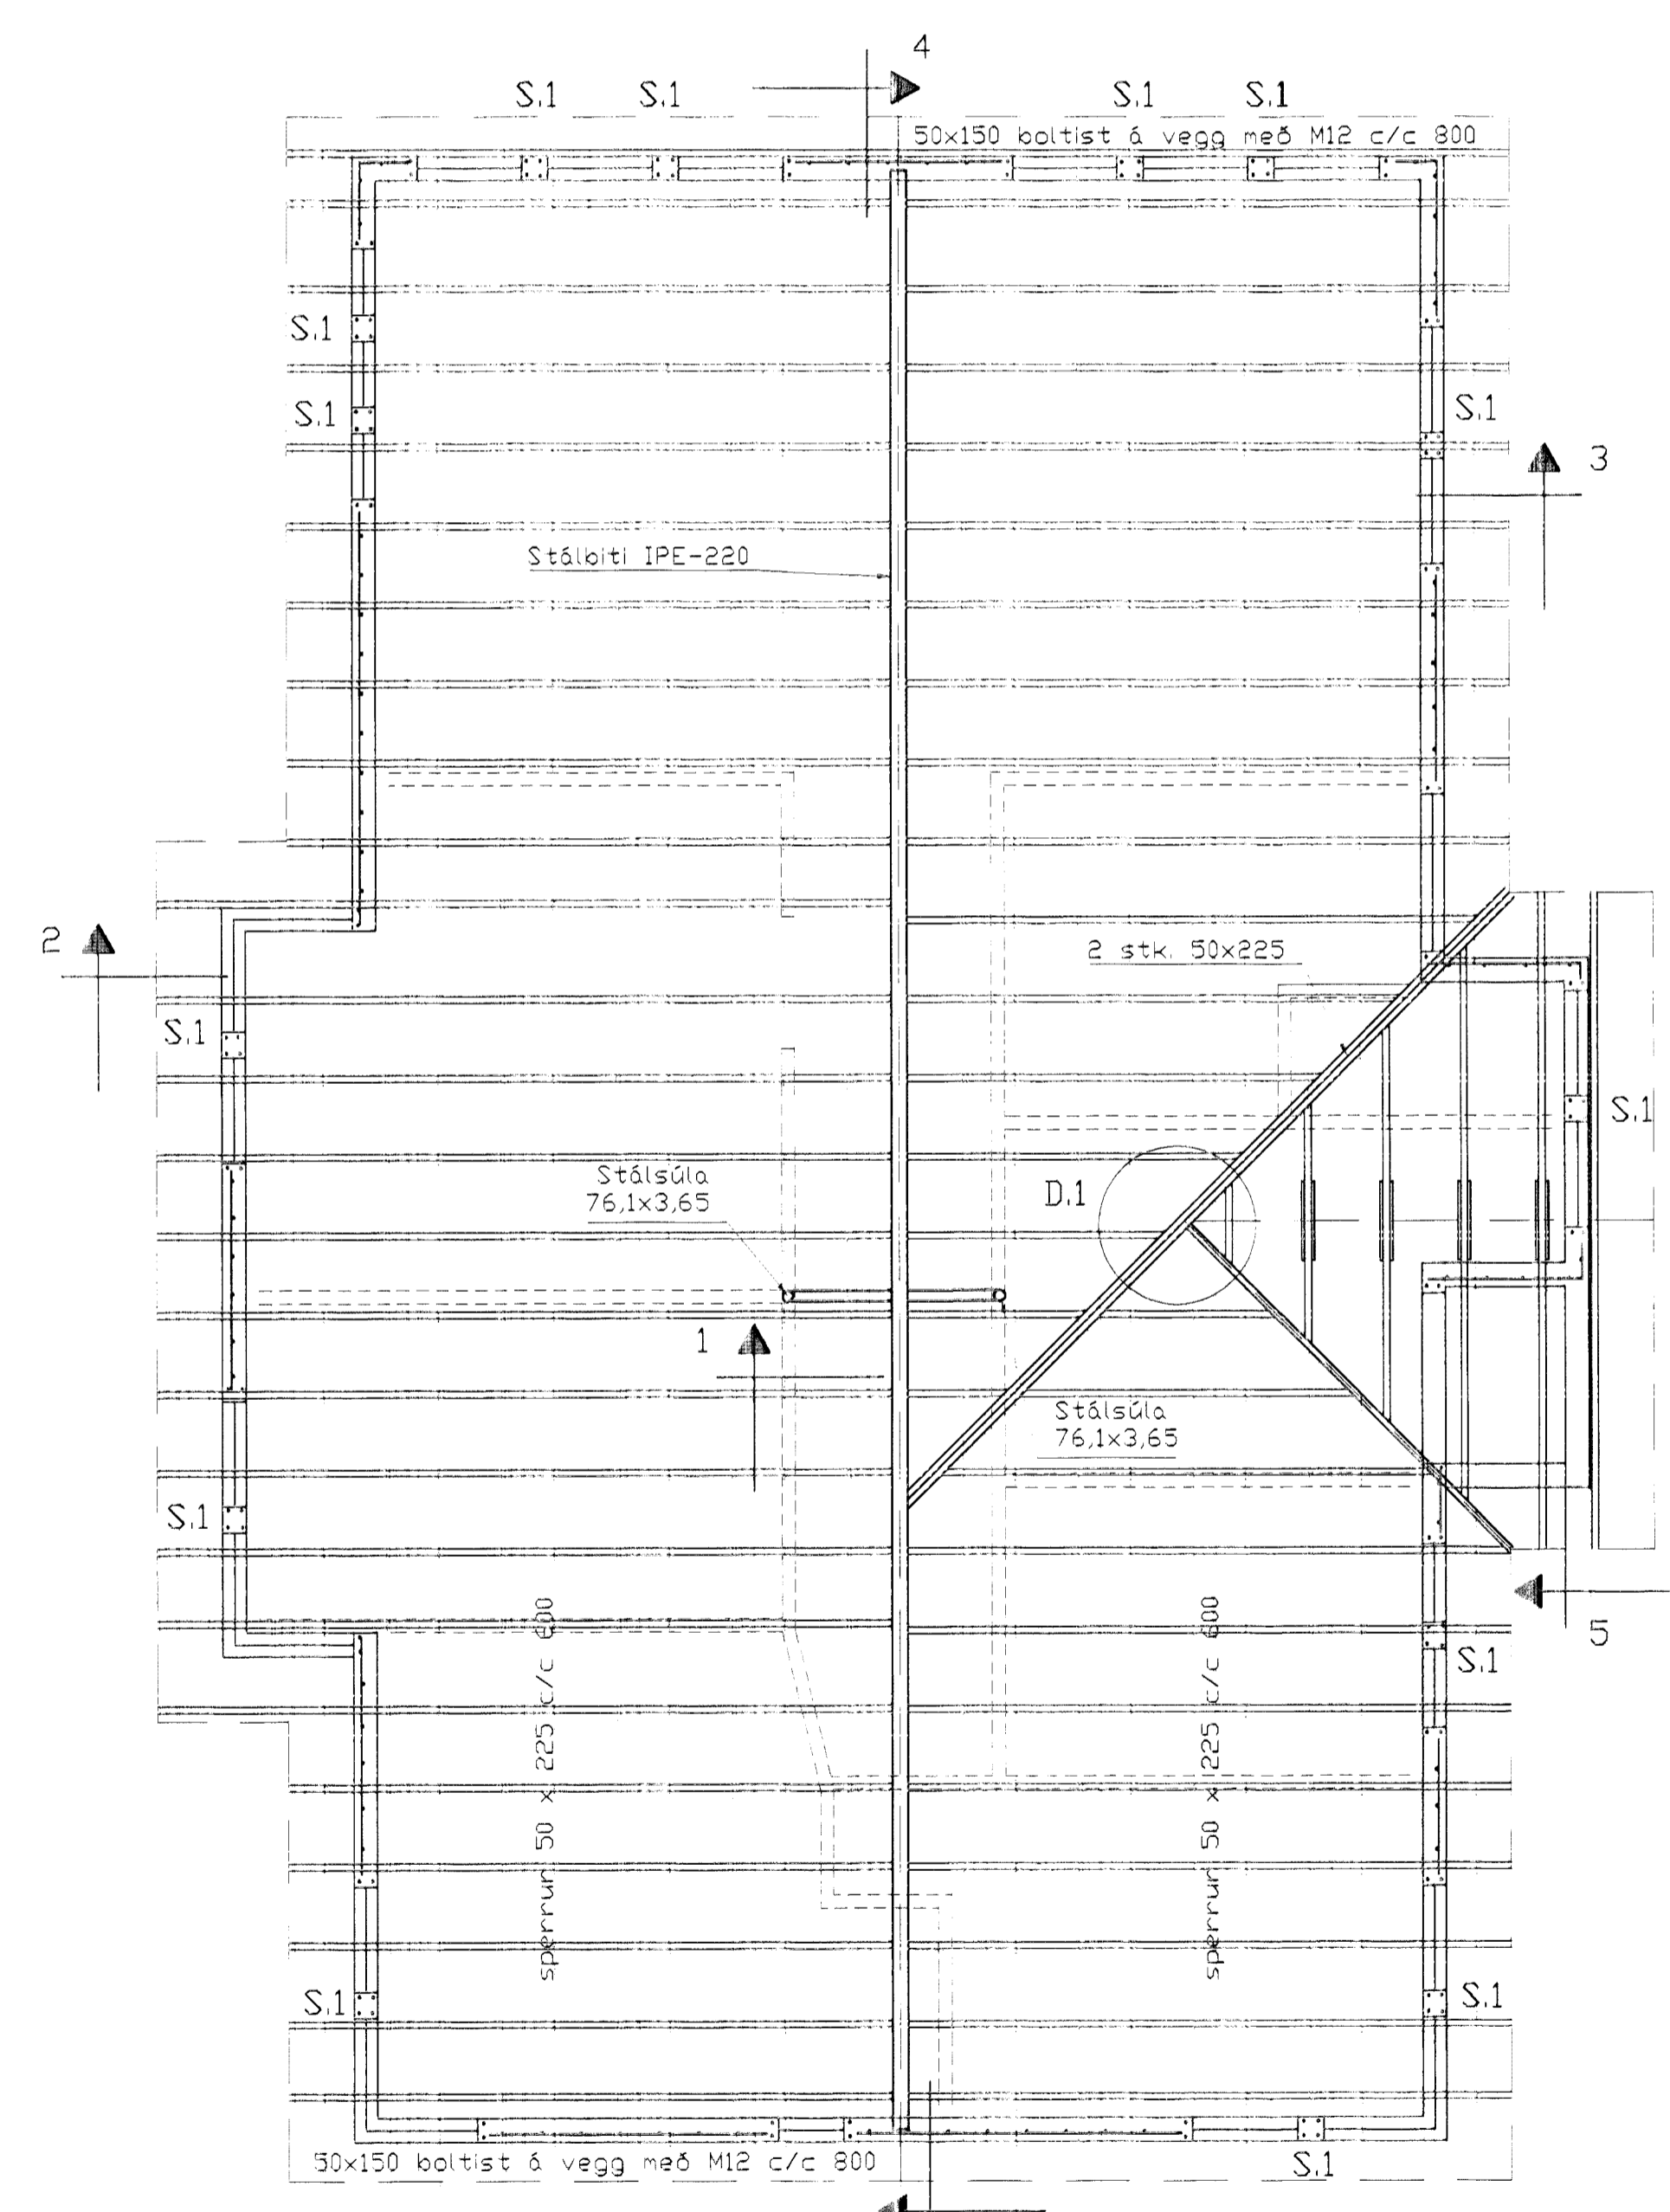 4
S.1 S.1 S.1 S.1
50x150 boltist á vegg með M12 c/c 800
S.1
S.1
S.1
3
Stálbiti IPE-220
2
2 stk. 50x225
S.1
S.1
Stálsúla
76,1x3,65
D.1
1
Stálsúla
76,1x3,65
S.1
sperrur 50 x 225 c/c 600
sperrur 50 x 225 c/c 600
5
S.1
S.1
S.1
50x150 boltist á vegg með M12 c/c 800
S.1